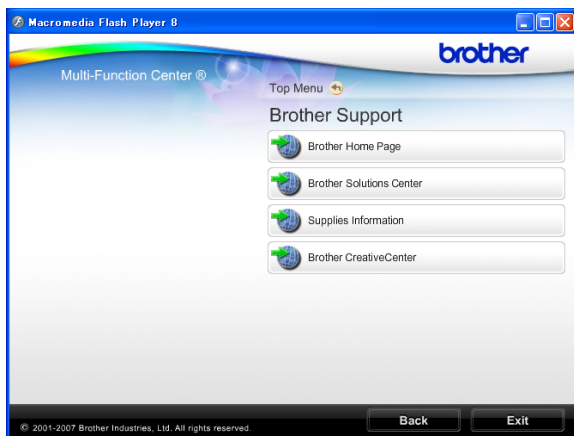 Macromedia Flash Player 8
brother
Multi-Function Center ®
Top Menu
Brother Support
Brother Home Page
Brother Solutions Center
Supplies Information
Brother CreativeCenter
© 2001-2007 Brother Industries, Ltd. All rights reserved.
Back
Exit